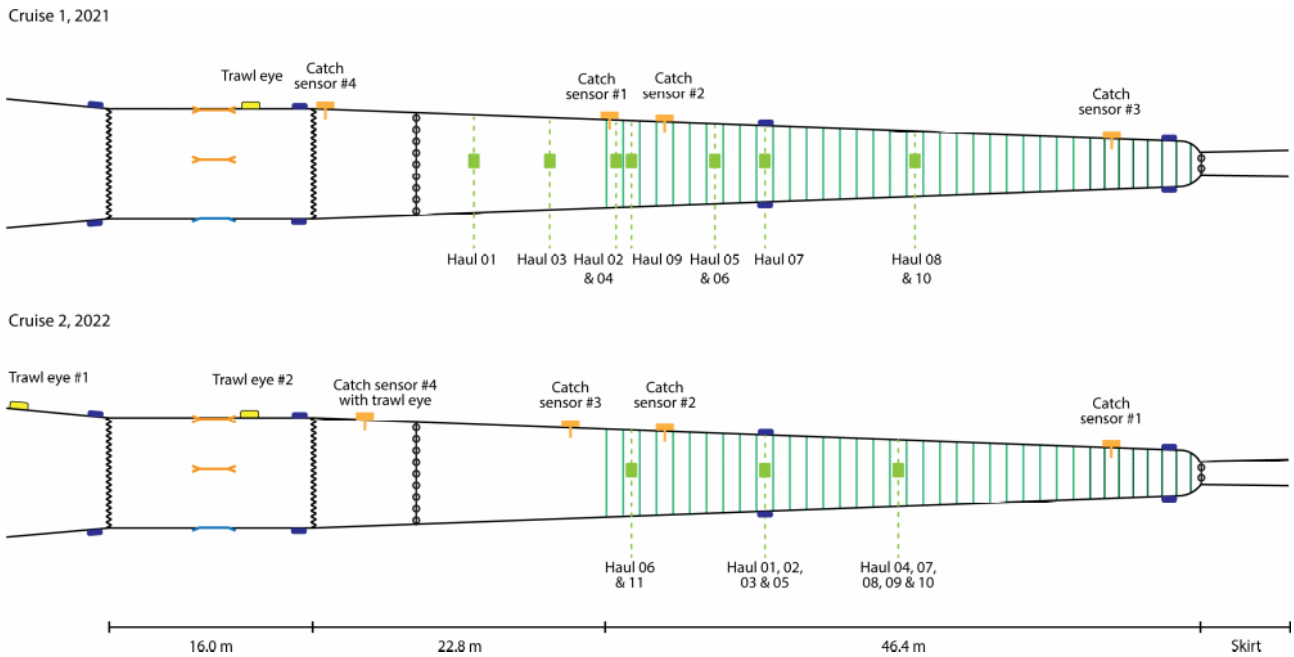 Cruise 1, 2021
Trawl eye
Catch
sensor #4
Catch
sensor #1
Catch
sensor #2
Catch
sensor #3
Haul 01
Haul 03
Haul 02
& 04
Haul 09
Haul 05
& 06
Haul 07
Haul 08
& 10
Cruise 2, 2022
Trawl eye #1
Trawl eye #2
Catch sensor #4
with trawl eye
Catch
sensor #3
Catch
sensor #2
Catch
sensor #1
Haul 06
& 11
Haul 01, 02,
03 & 05
Haul 04, 07,
08, 09 & 10
16.0 m
22.8 m
46.4 m
Skirt